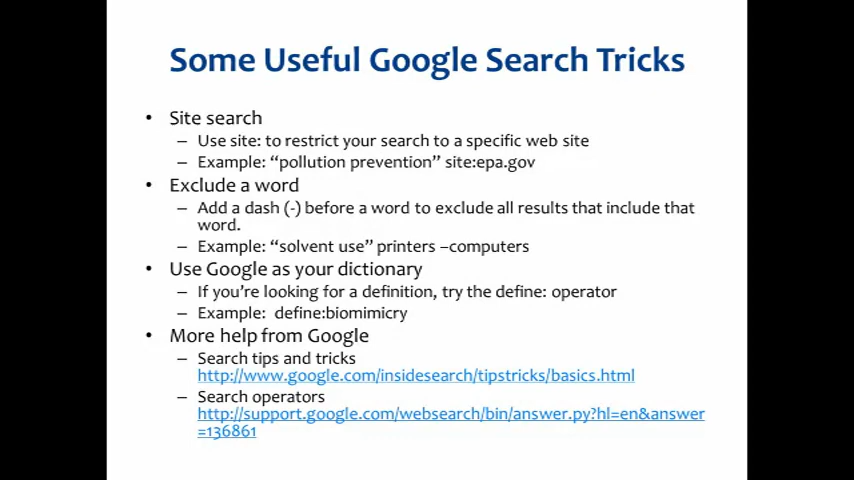 Some Useful Google Search Tricks
• Site search
– Use site: to restrict your search to a specific web site
– Example: “pollution prevention” site:epa.gov
• Exclude a word
– Add a dash (-) before a word to exclude all results that include that
word.
– Example: “solvent use” printers –computers
• Use Google as your dictionary
– If you’re looking for a definition, try the define: operator
– Example:  define:biomimicry
• More help from Google
– Search tips and tricks
http://www.google.com/insidesearch/tipstricks/basics.html
– Search operators
http://support.google.com/websearch/bin/answer.py?hl=en&answer
=136861